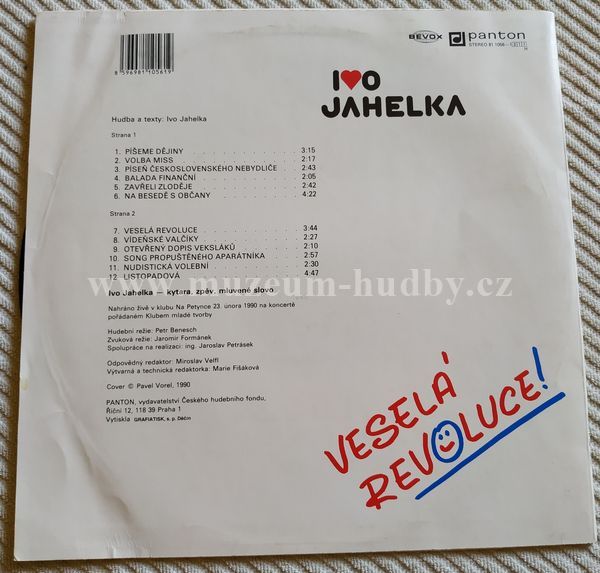 BEVOX panton
STEREO 81 1056-
8 596981 105619
I♥O
JAHELKA
Hudba a texty: Ivo Jahelka
Strana 1
1. PÍŠEME DĚJINY . . . . . . . . . . . . 3:15
2. VOLBA MISS . . . . . . . . . . . . 2:17
3. PÍSEŇ ČESKOSLOVENSKÉHO NEBYDLIČE . . 2:43
4. BALADA FINANČNÍ . . . . . . . . . . . . 2:05
5. ZAVŘELI ZLODĚJE . . . . . . . . . . . . 2:42
6. NA BESEDĚ S OBČANY . . . . . . . . . . . . 4:22
Strana 2
7. VESELÁ REVOLUCE . . . . . . . . . . . . 3:44
8. VÍDEŇSKÉ VALČÍKY . . . . . . . . . . . . 2:27
9. OTEVŘENÝ DOPIS VEKSLÁKŮ . . . . . . 2:10
10. SONG PROPUŠTĚNÉHO APARÁTNÍKA . . . 2:57
11. NUDISTICKÁ VOLEBNÍ . . . . . . . . . . 2:30
12. LISTOPADOVÁ . . . . . . . . . . . . 4:47
www.muzeum-hudby.cz
Ivo Jahelka – kytara, zpěv, mluvené slovo
Nahráno živě v klubu Na Petynce 23. února 1990 na koncertě
pořádaném Klubem mladé tvorby
Hudební režie: Petr Benesch
Zvuková režie: Jaromír Formánek
Spolupráce na realizaci: ing. Jaroslav Petrásek
Odpovědný redaktor: Miroslav Velfl
Výtvarná a technická redaktorka: Marie Fišáková
Cover © Pavel Vorel, 1990
PANTON, vydavatelství Českého hudebního fondu,
Říční 12, 118 39 Praha 1
Vytiskla GRAFIATISK, s. p. Děčín
VESELÁ
REVOLUCE!